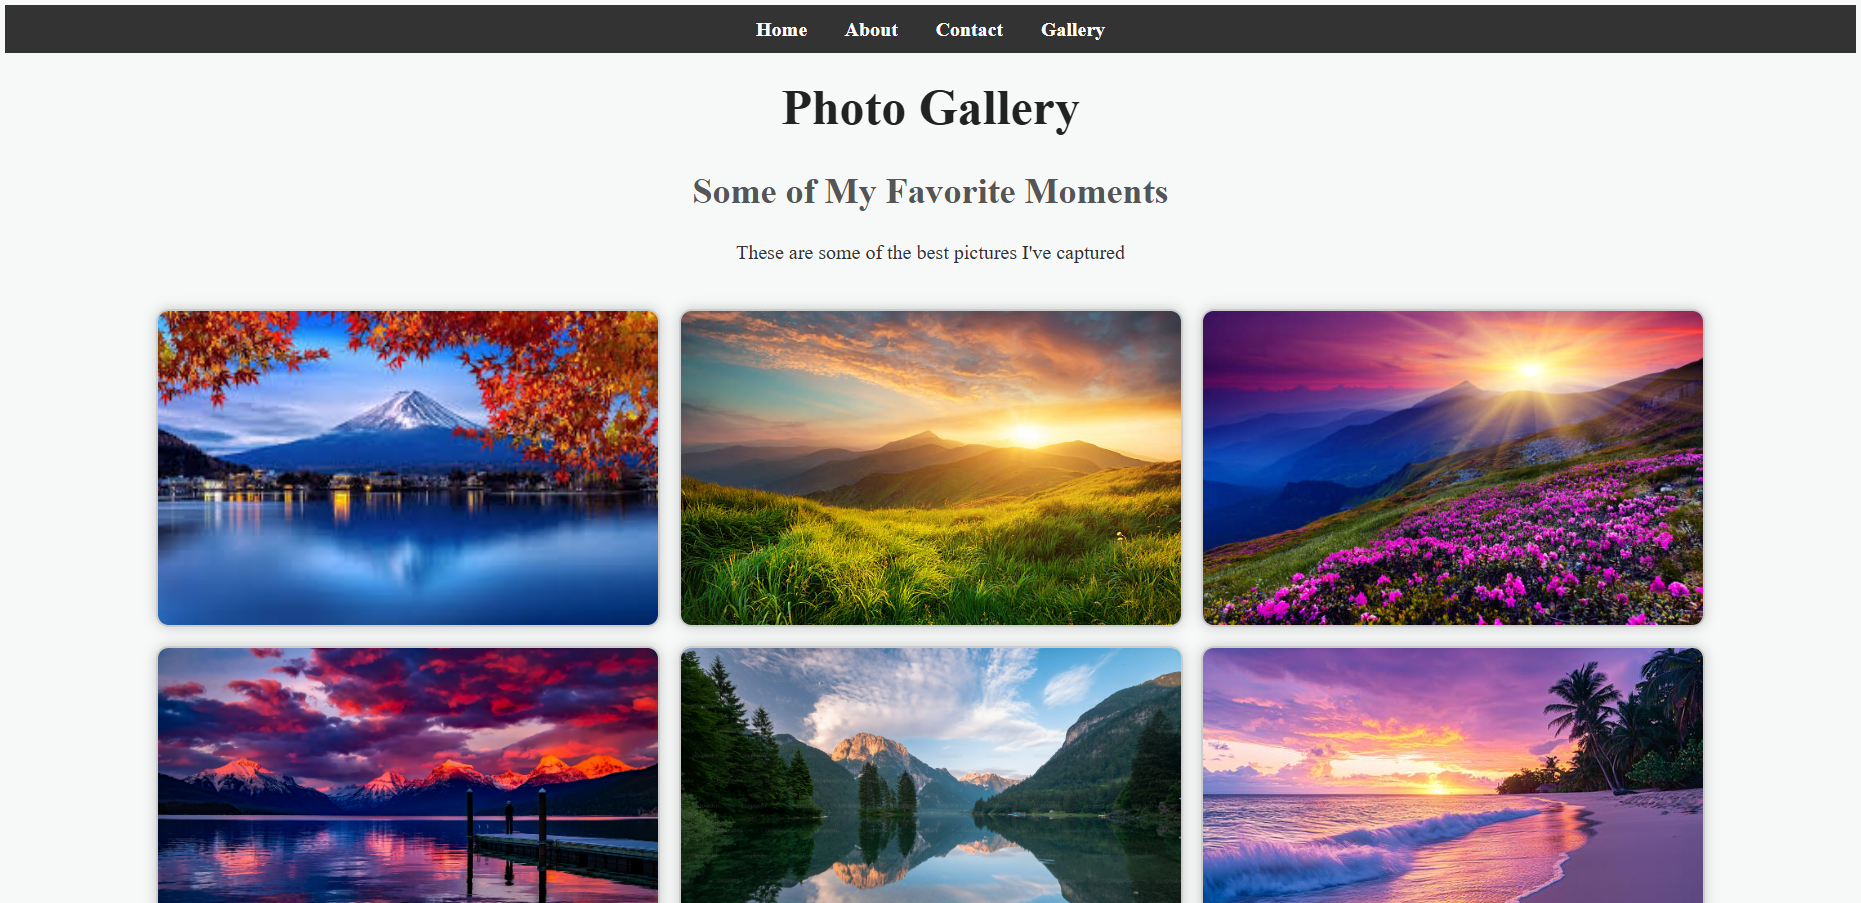 Home About Contact Gallery
Photo Gallery
Some of My Favorite Moments
These are some of the best pictures I've captured